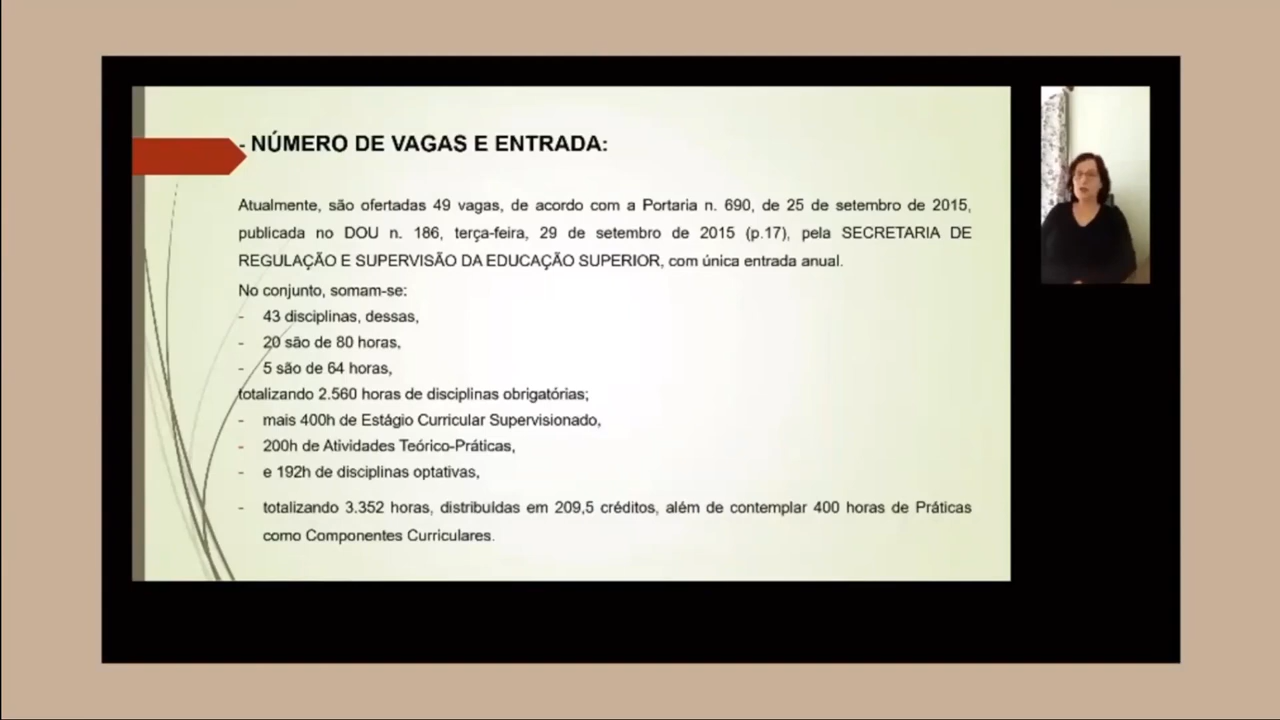 - NÚMERO DE VAGAS E ENTRADA:
Atualmente, são ofertadas 49 vagas, de acordo com a Portaria n. 690, de 25 de setembro de 2015,
publicada no DOU n. 186, terça-feira, 29 de setembro de 2015 (p.17), pela SECRETARIA DE
REGULAÇÃO E SUPERVISÃO DA EDUCAÇÃO SUPERIOR, com única entrada anual.
No conjunto, somam-se:
- 43 disciplinas, dessas,
- 20 são de 80 horas,
- 5 são de 64 horas,
totalizando 2.560 horas de disciplinas obrigatórias;
- mais 400h de Estágio Curricular Supervisionado,
- 200h de Atividades Teórico-Práticas,
- e 192h de disciplinas optativas,
- totalizando 3.352 horas, distribuídas em 209,5 créditos, além de contemplar 400 horas de Práticas
como Componentes Curriculares.